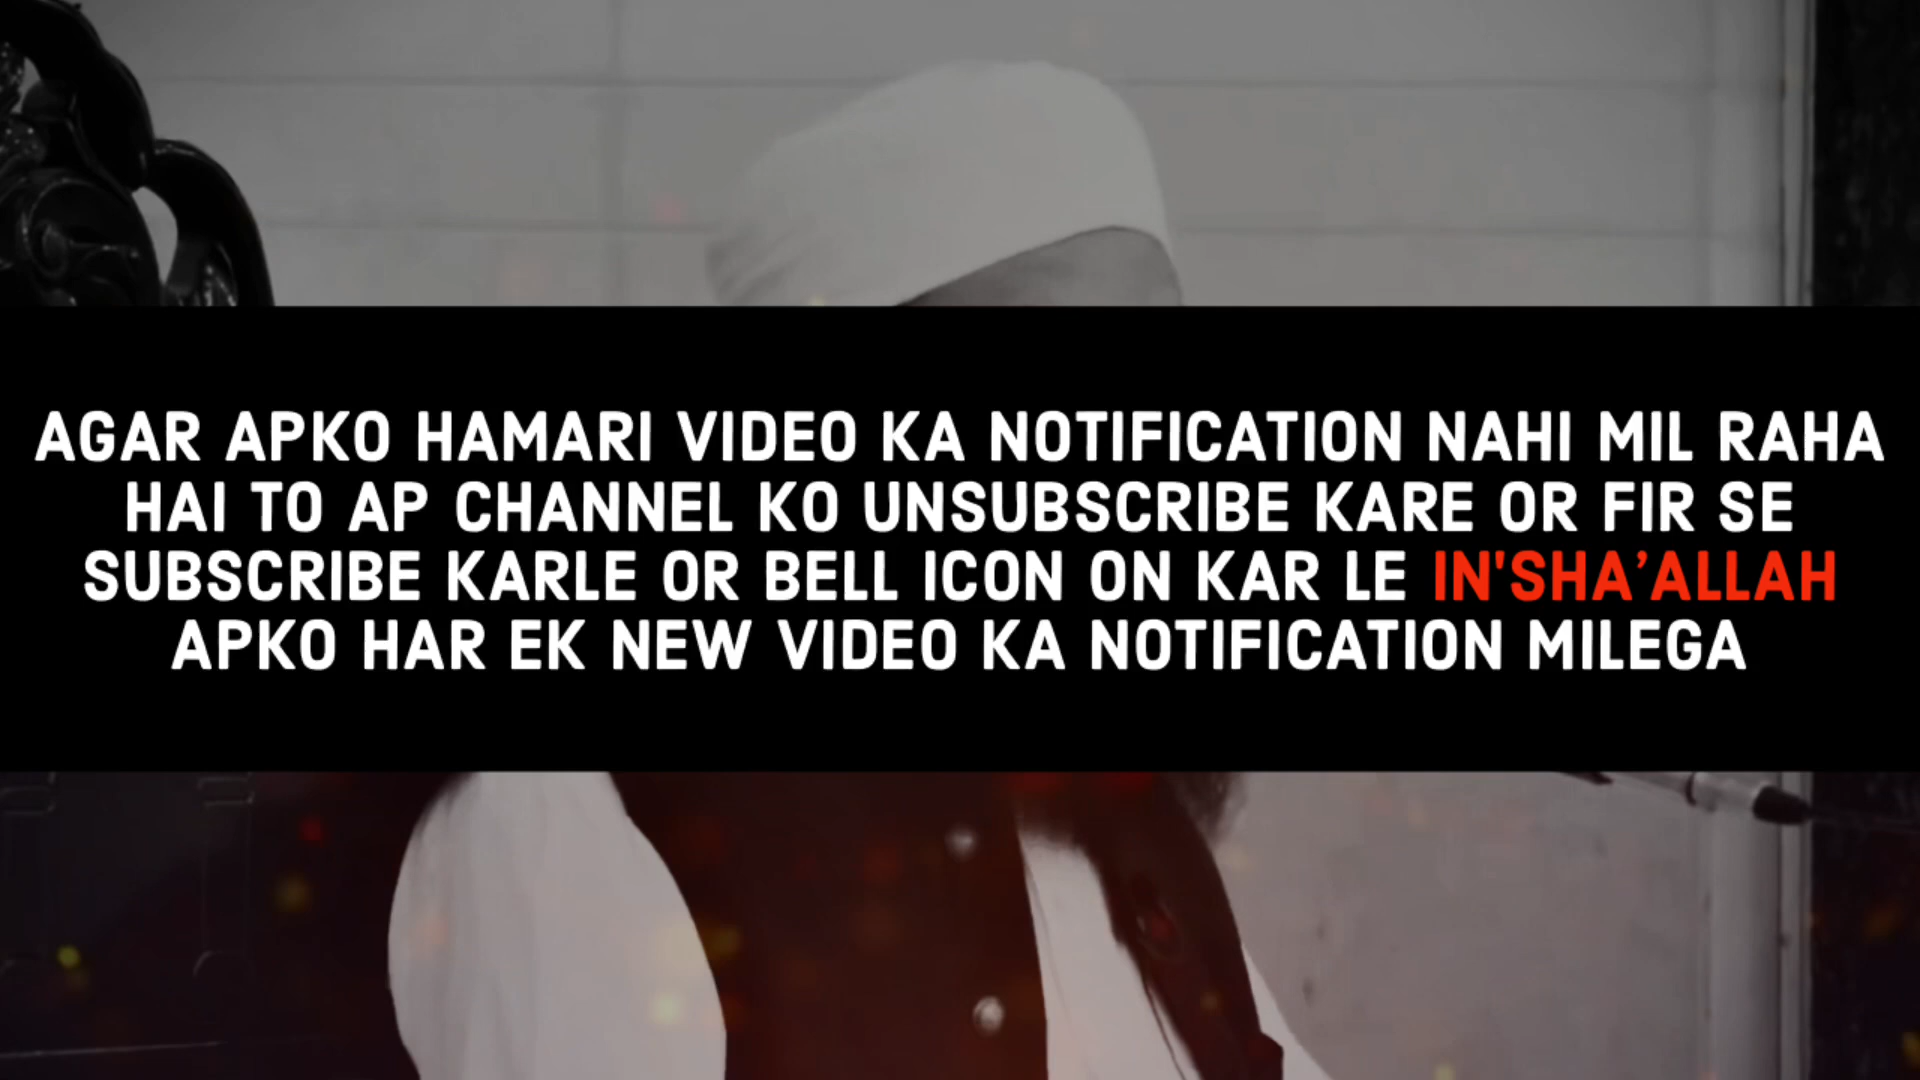 AGAR APKO HAMARI VIDEO KA NOTIFICATION NAHI MIL RAHA
HAI TO AP CHANNEL KO UNSUBSCRIBE KARE OR FIR SE
SUBSCRIBE KARLE OR BELL ICON ON KAR LE IN'SHA’ALLAH
APKO HAR EK NEW VIDEO KA NOTIFICATION MILEGA